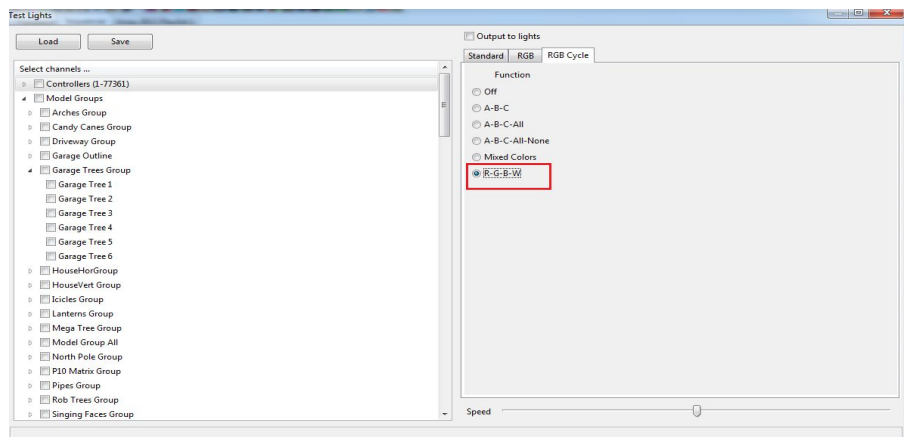 Test Lights
Load Save
Select channels ...
Controllers (1-77361)
Model Groups
Arches Group
Candy Canes Group
Driveway Group
Garage Outline
Garage Trees Group
Garage Tree 1
Garage Tree 2
Garage Tree 3
Garage Tree 4
Garage Tree 5
Garage Tree 6
HouseHorGroup
HouseVert Group
Icicles Group
Lanterns Group
Mega Tree Group
Model Group All
North Pole Group
P10 Matrix Group
Pipes Group
Rob Trees Group
Singing Faces Group
Output to lights
Standard RGB RGB Cycle
Function
Off
A-B-C
A-B-C-All
A-B-C-All-None
Mixed Colors
R-G-B-W
Speed